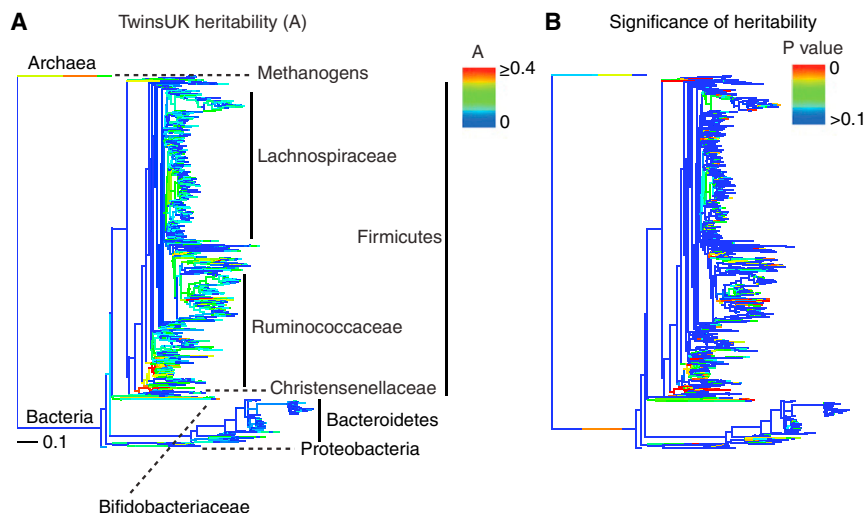 A
TwinsUK heritability (A)
Archaea
Methanogens
A
≥0.4
0
Lachnospiraceae
Firmicutes
Ruminococcaceae
Christensenellaceae
Bacteria
Bacteroidetes
0.1
Proteobacteria
Bifidobacteriaceae
B
Significance of heritability
P value
0
>0.1